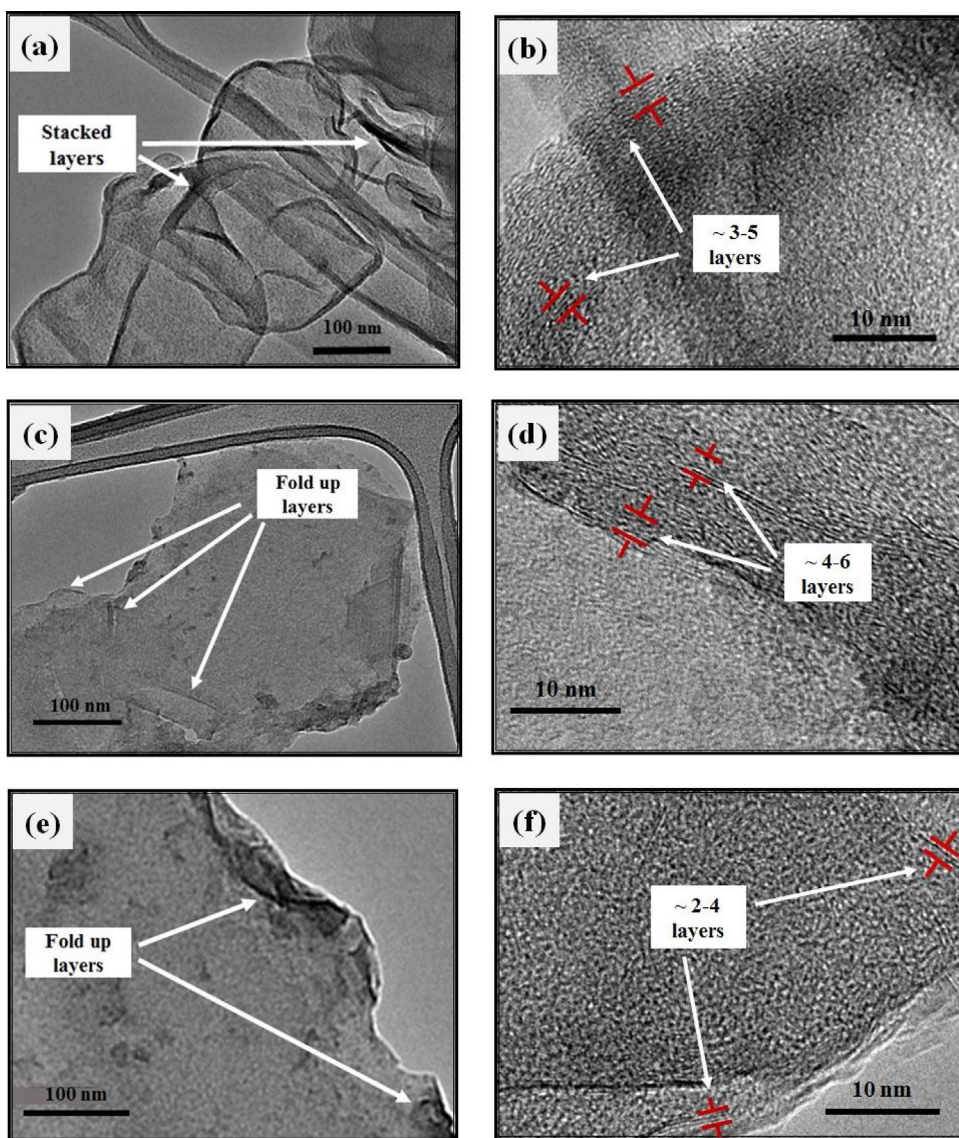 (a)
Stacked
layers
100 nm
(b)
~ 3-5
layers
10 nm
(c)
Fold up
layers
100 nm
(d)
~ 4-6
layers
10 nm
(e)
Fold up
layers
100 nm
(f)
~ 2-4
layers
10 nm